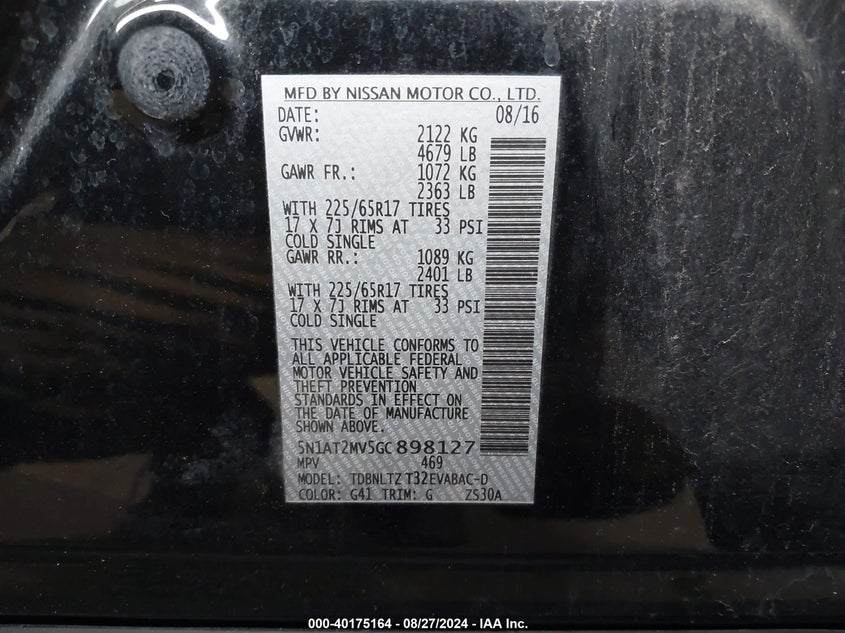 MFD BY NISSAN MOTOR CO., LTD.
DATE: 08/16
GVWR: 2122 KG
4679 LB
GAWR FR.: 1072 KG
2363 LB
WITH 225/65R17 TIRES
17 X 7J RIMS AT 33 PSI
COLD SINGLE
GAWR RR.: 1089 KG
2401 LB
WITH 225/65R17 TIRES
17 X 7J RIMS AT 33 PSI
COLD SINGLE
THIS VEHICLE CONFORMS TO
ALL APPLICABLE FEDERAL
MOTOR VEHICLE SAFETY AND
THEFT PREVENTION
STANDARDS IN EFFECT ON
THE DATE OF MANUFACTURE
SHOWN ABOVE.
5N1AT2MV5GC898127
MPV 469
MODEL: TDBNLTZ T32EVABAC-D
COLOR: G41 TRIM: G ZS30A
000-40175164 - 08/27/2024 - IAA Inc.